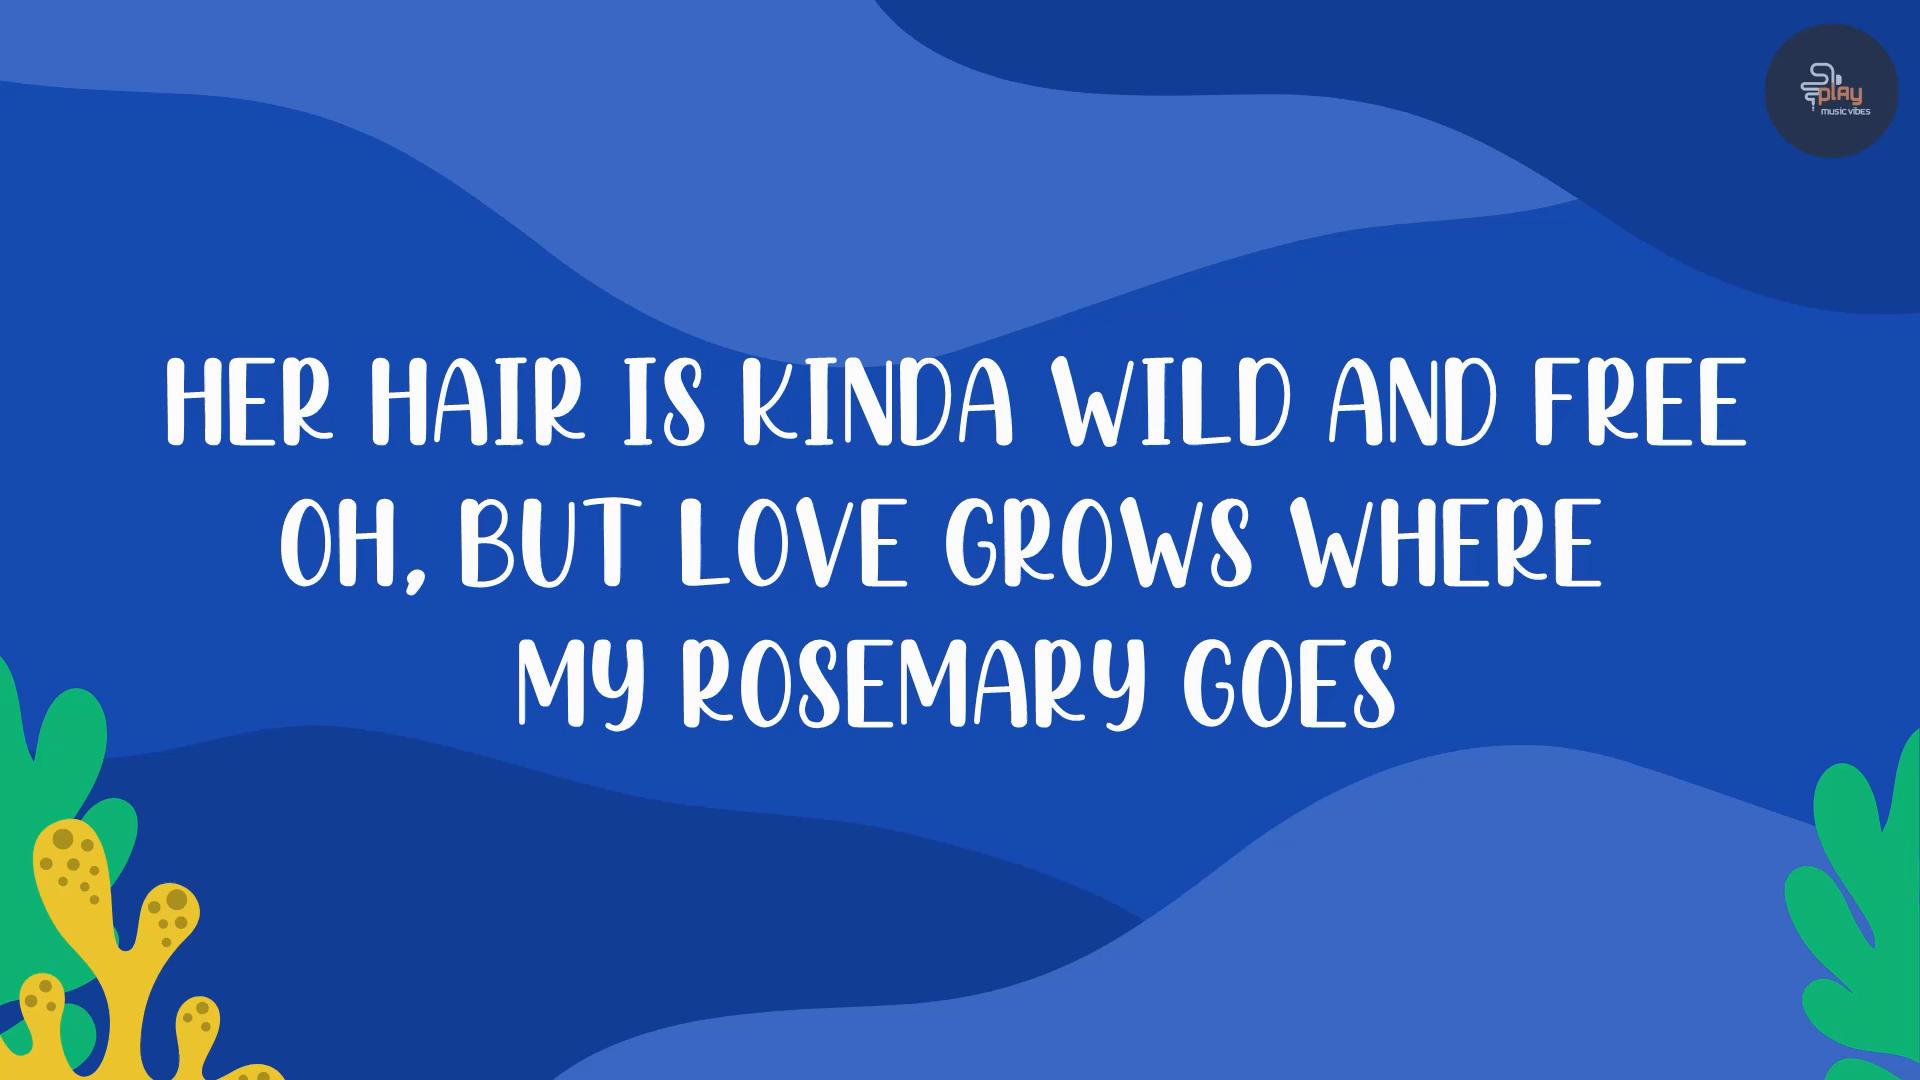 play
music vibes
HER HAIR IS KINDA WILD AND FREE
OH, BUT LOVE GROWS WHERE
MY ROSEMARY GOES